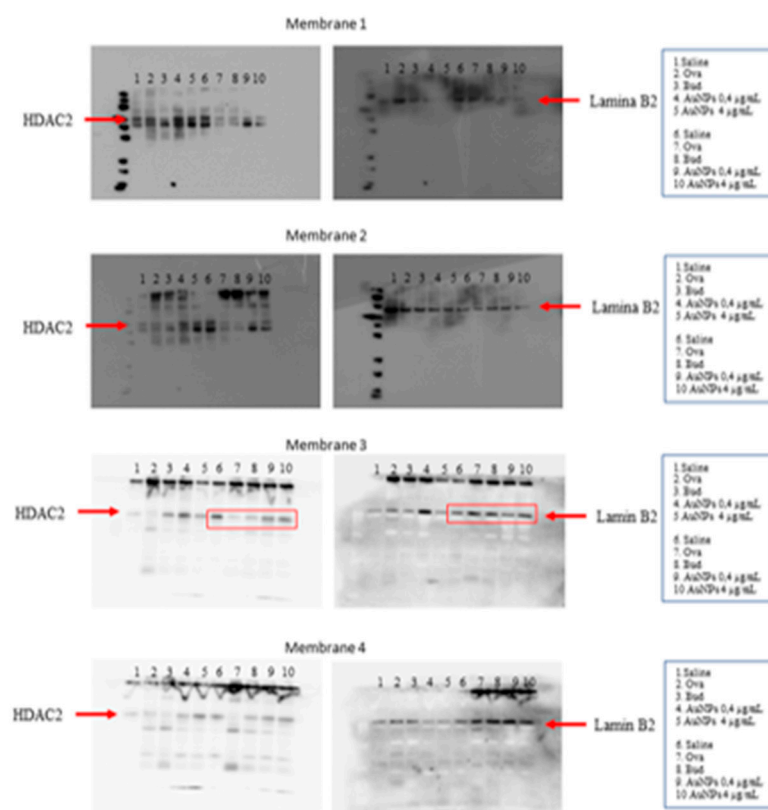 Membrane 1
1 2 3 4 5 6 7 8 9 10
1 2 3 4 5 6 7 8 9 10
HDAC2
Lamina B2
1.Saline
2. Ova
3. Bud
4. AuNPs 0,4 µg/mL
5 AuNPs 4 µg/mL
6. Saline
7. Ova
8. Bud
9. AuNPs 0,4 µg/mL
10 AuNPs 4 µg/mL
Membrane 2
1 2 3 4 5 6 7 8 9 10
1 2 3 4 5 6 7 8 9 10
HDAC2
Lamina B2
1.Saline
2. Ova
3. Bud
4. AuNPs 0,4 µg/mL
5 AuNPs 4 µg/mL
6. Saline
7. Ova
8. Bud
9. AuNPs 0,4 µg/mL
10 AuNPs 4 µg/mL
Membrane 3
1 2 3 4 5 6 7 8 9 10
1 2 3 4 5 6 7 8 9 10
HDAC2
Lamin B2
1.Saline
2. Ova
3. Bud
4. AuNPs 0,4 µg/mL
5 AuNPs 4 µg/mL
6. Saline
7. Ova
8. Bud
9. AuNPs 0,4 µg/mL
10 AuNPs 4 µg/mL
Membrane 4
1 2 3 4 5 6 7 8 9 10
1 2 3 4 5 6 7 8 9 10
HDAC2
Lamin B2
1.Saline
2. Ova
3. Bud
4. AuNPs 0,4 µg/mL
5 AuNPs 4 µg/mL
6. Saline
7. Ova
8. Bud
9. AuNPs 0,4 µg/mL
10 AuNPs 4 µg/mL